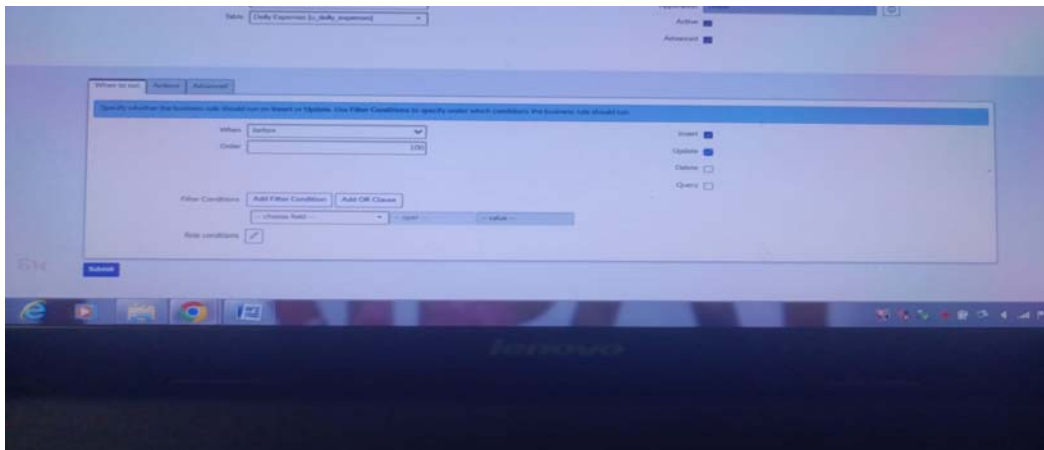 Table Daily Expenses [u_daily_expenses]
Active
Advanced
When to run Actions Advanced
Specify whether the business rule should run on Insert or Update. Use Filter Conditions to specify under which conditions the business rule should run.
When before
Insert
Order 100
Update
Delete
Query
Filter Conditions Add Filter Condition Add OR Clause
-- choose field -- -- oper -- -- value --
Role conditions
Submit
lenovo